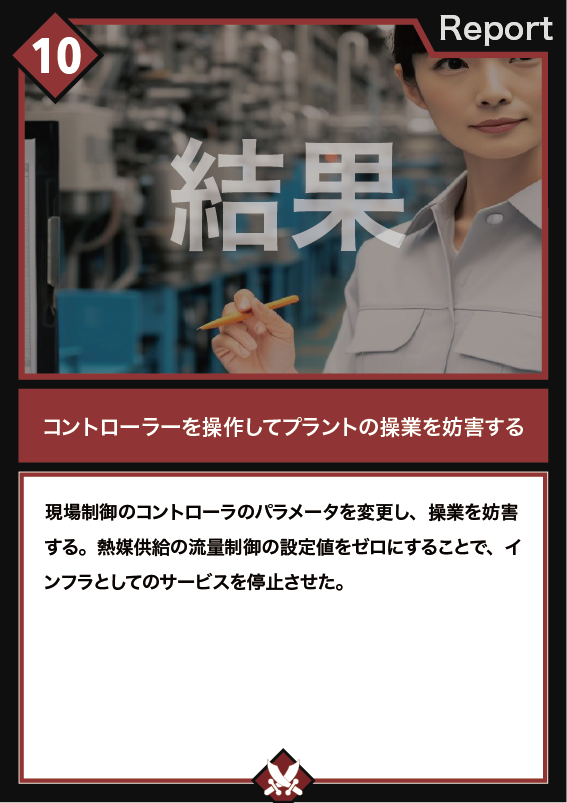 Report
10
結果
コントローラーを操作してプラントの操業を妨害する
現場制御のコントローラのパラメータを変更し、操業を妨害
する。熱媒供給の流量制御の設定値をゼロにすることで、イ
ンフラとしてのサービスを停止させた。